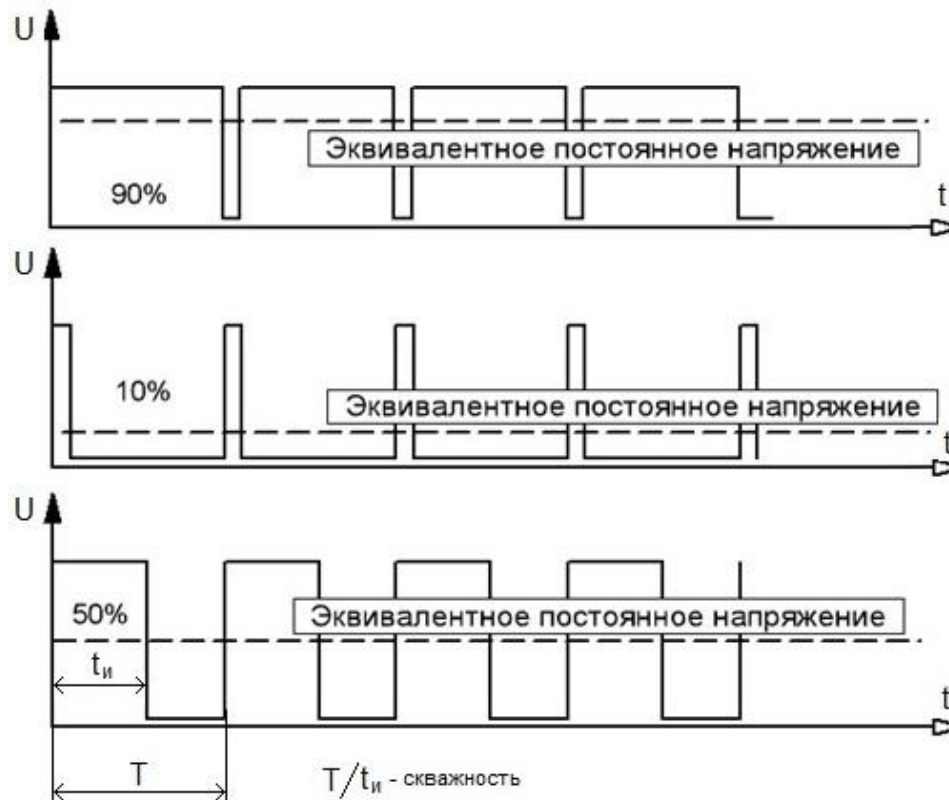 U
Эквивалентное постоянное напряжение
90%
t
U
10%
Эквивалентное постоянное напряжение
t
U
50%
Эквивалентное постоянное напряжение
tи
t
T
T/tи - скважность